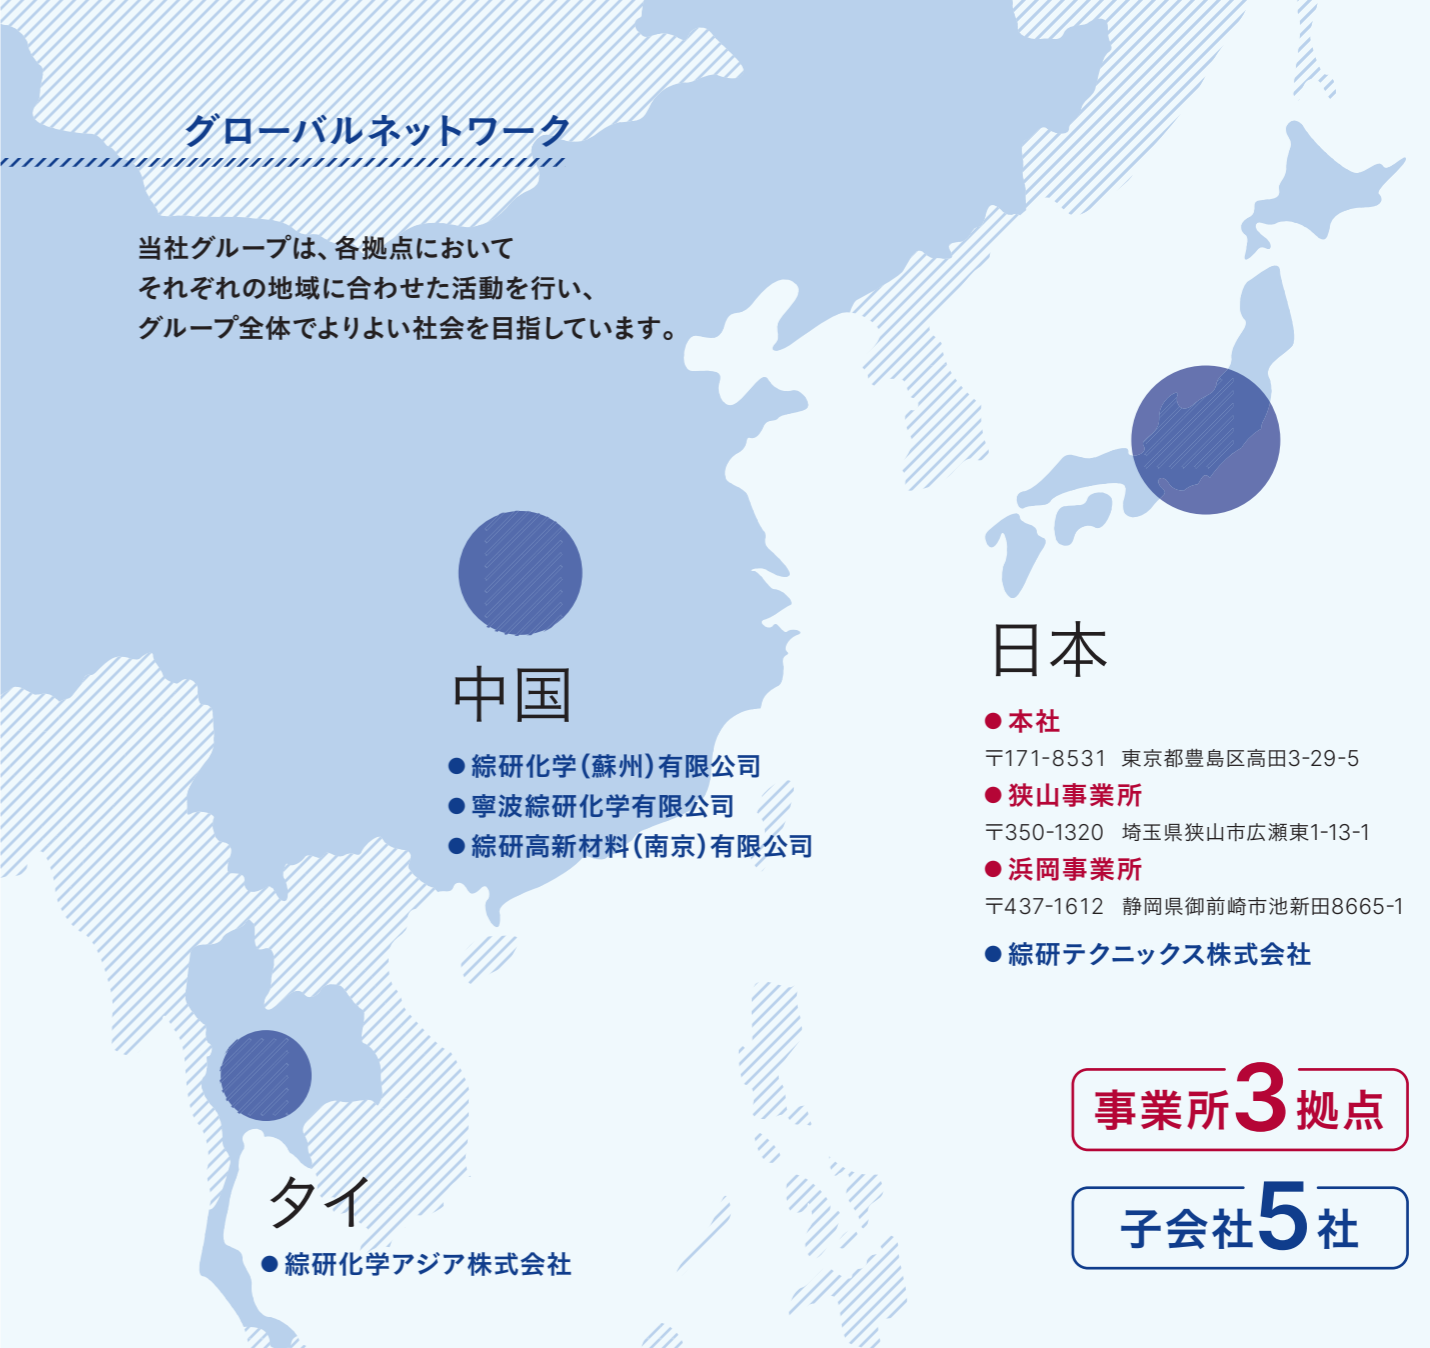 グローバルネットワーク
当社グループは、各拠点において
それぞれの地域に合わせた活動を行い、
グループ全体でよりよい社会を目指しています。
中国
●綜研化学(蘇州)有限公司
●寧波綜研化学有限公司
●綜研高新材料(南京)有限公司
日本
●本社
〒171-8531 東京都豊島区高田3-29-5
●狭山事業所
〒350-1320 埼玉県狭山市広瀬東1-13-1
●浜岡事業所
〒437-1612 静岡県御前崎市池新田8665-1
●綜研テクニックス株式会社
タイ
●綜研化学アジア株式会社
事業所3拠点
子会社5社